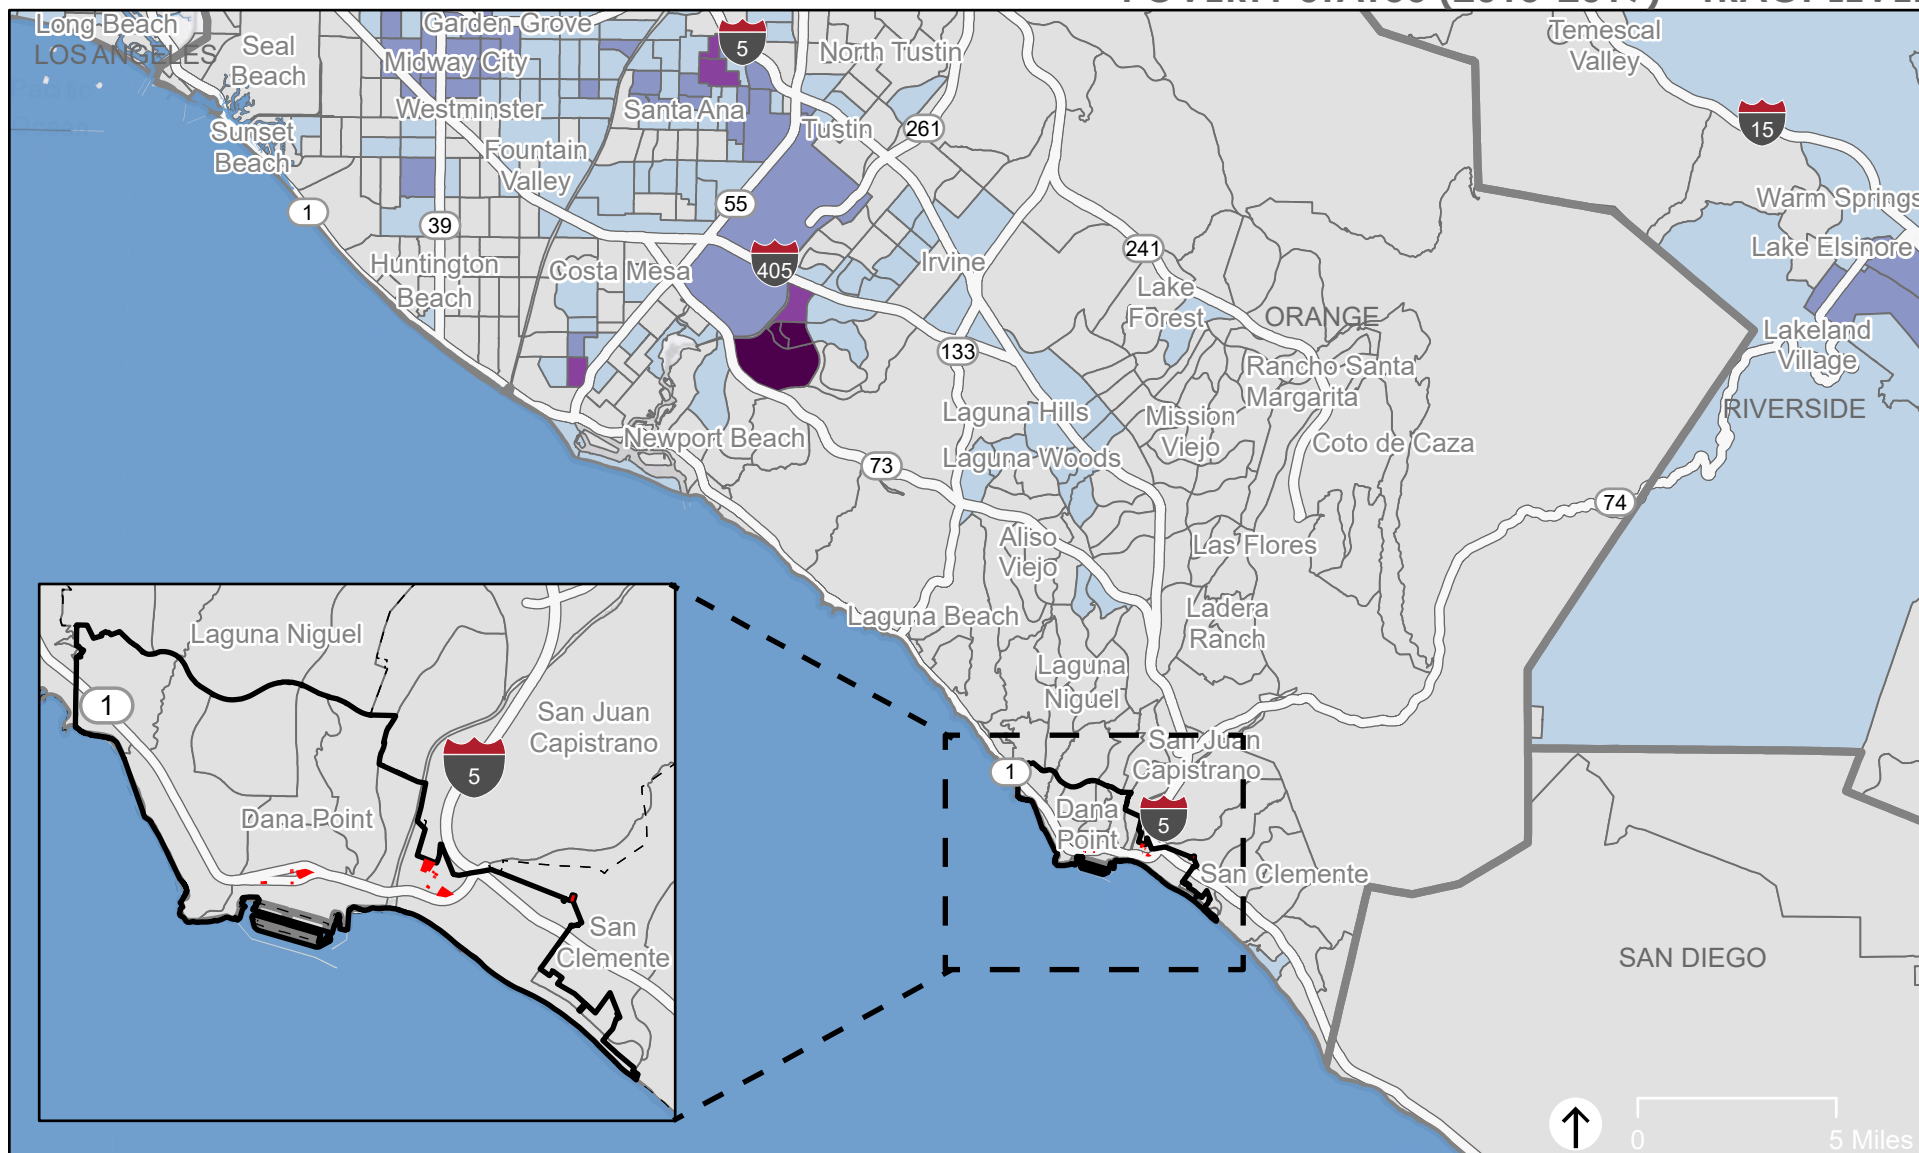 Long Beach
LOS ANGELES
Seal
Beach
Garden Grove
Midway City
Westminster
Sunset
Beach
Fountain
Valley
Santa Ana
5
North Tustin
Tustin
261
Temescal
Valley
15
Pacific
Ocean
1
39
55
405
Huntington
Beach
Costa Mesa
Irvine
241
Lake
Forest
ORANGE
Warm Springs
Lake Elsinore
Lakeland
Village
RIVERSIDE
133
Rancho Santa
Margarita
Laguna Hills
Mission
Viejo
Newport Beach
Laguna Woods
Coto de Caza
73
74
Aliso
Viejo
Las Flores
Laguna Beach
Ladera
Ranch
Laguna
Niguel
San Juan
Capistrano
1
Dana
Point
5
San Clemente
SAN DIEGO
Laguna Niguel
1
San Juan
Capistrano
5
Dana Point
San
Clemente
0
5 Miles